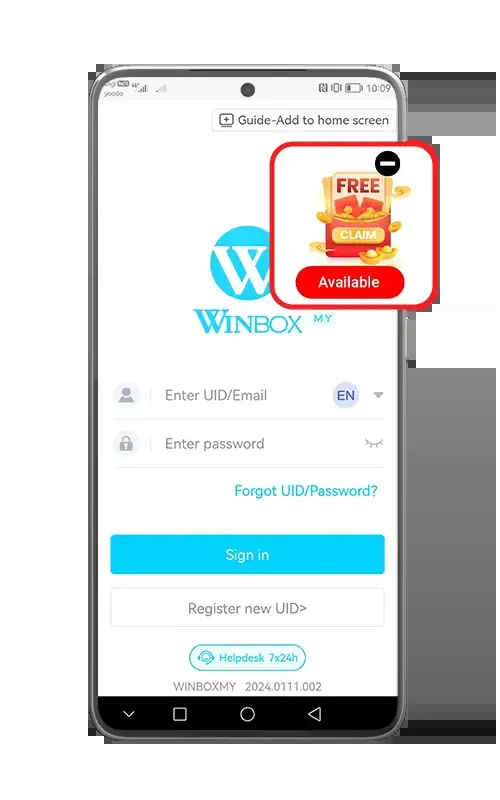 Digi
yoodo
10:09
Guide-Add to home screen
FREE
CLAIM
Available
W
WINBOX MY
Enter UID/Email
EN
Enter password
Forgot UID/Password?
Sign in
Register new UID>
Helpdesk 7x24h
WINBOXMY 2024.0111.002